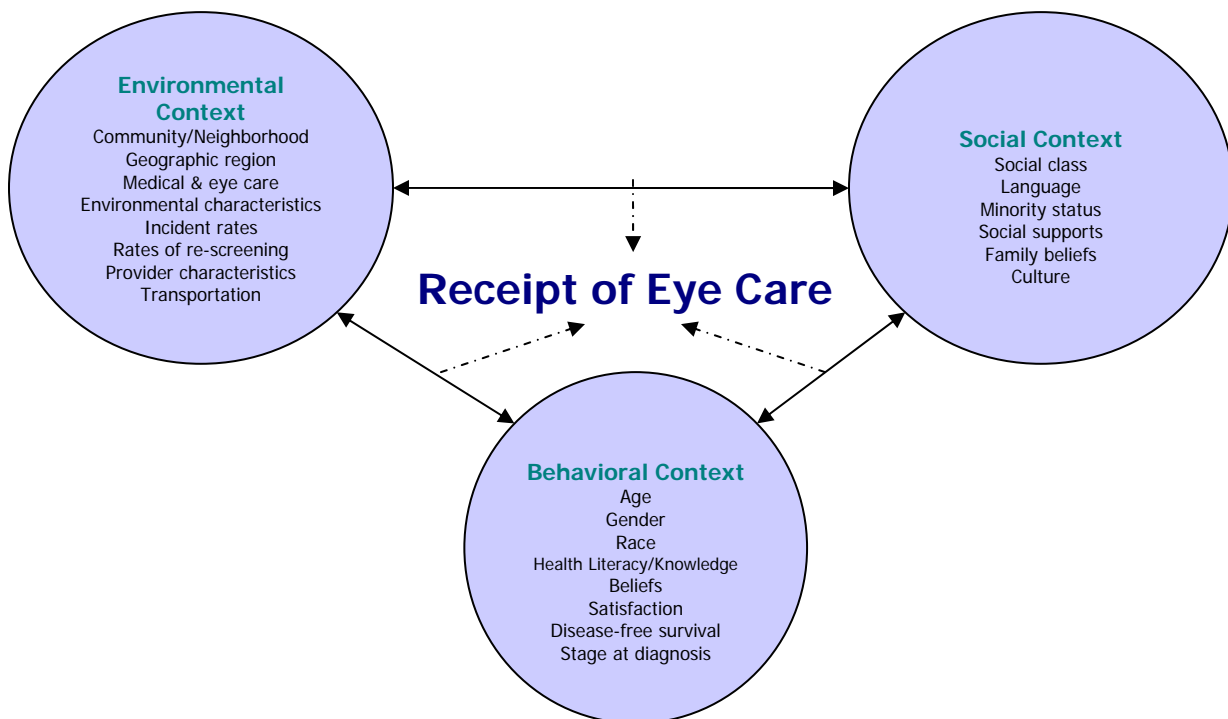 Environmental
Context
Community/Neighborhood
Geographic region
Medical & eye care
Environmental characteristics
Incident rates
Rates of re-screening
Provider characteristics
Transportation
Social Context
Social class
Language
Minority status
Social supports
Family beliefs
Culture
Receipt of Eye Care
Behavioral Context
Age
Gender
Race
Health Literacy/Knowledge
Beliefs
Satisfaction
Disease-free survival
Stage at diagnosis